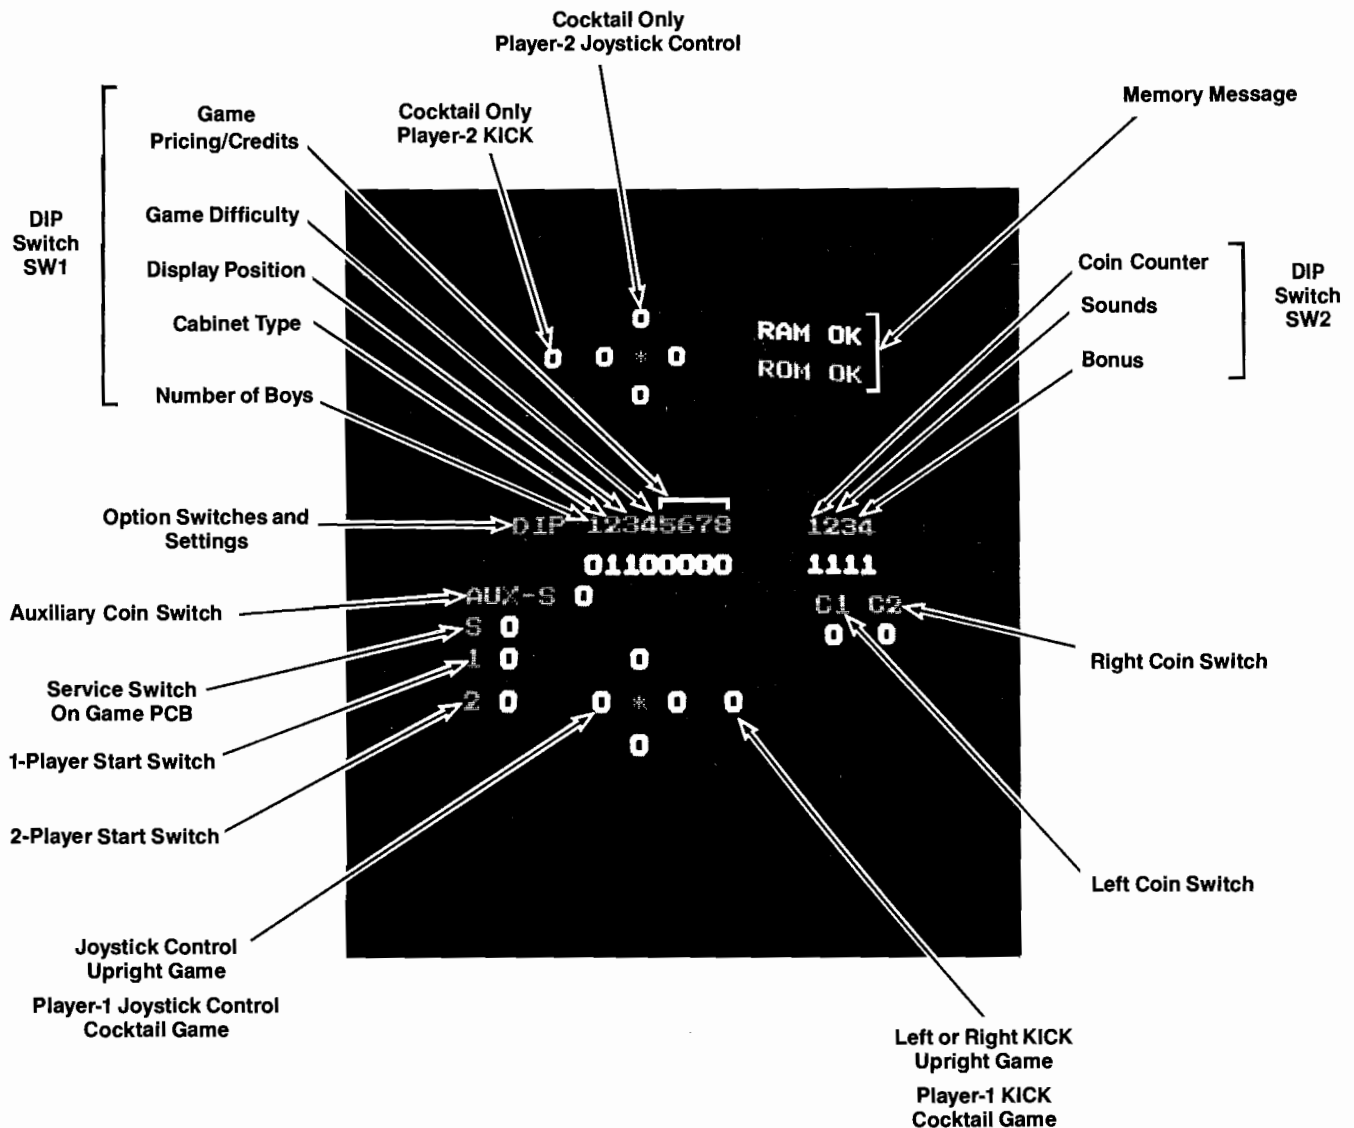 Cocktail Only
Player-2 Joystick Control
Cocktail Only
Player-2 KICK
Memory Message
Game
Pricing/Credits
DIP
Switch
SW1
Game Difficulty
Display Position
Cabinet Type
Number of Boys
Coin Counter
Sounds
Bonus
DIP
Switch
SW2
0
0 0 * 0
0
RAM OK
ROM OK
Option Switches and
Settings
DIP 12345678 1234
01100000 1111
Auxiliary Coin Switch
AUX-S 0
C1 C2
0 0
S 0
1 0
2 0
0
0 * 0 0
0
Service Switch
On Game PCB
1-Player Start Switch
2-Player Start Switch
Right Coin Switch
Left Coin Switch
Joystick Control
Upright Game
Player-1 Joystick Control
Cocktail Game
Left or Right KICK
Upright Game
Player-1 KICK
Cocktail Game